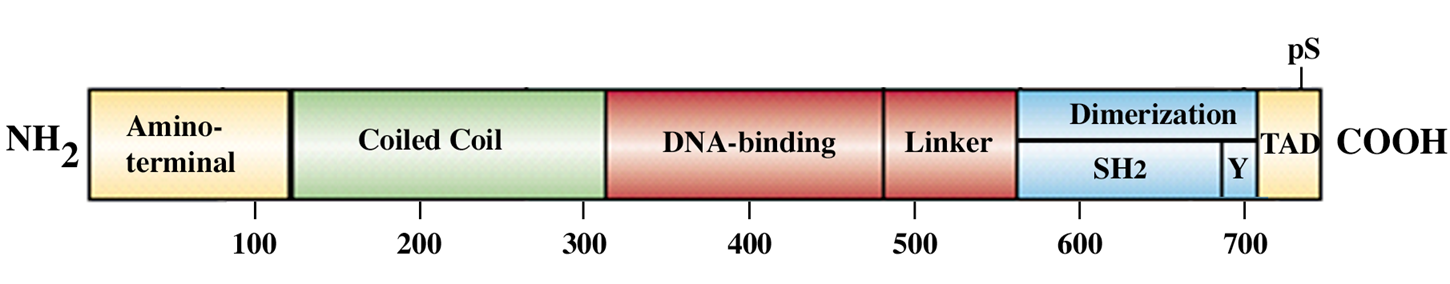 pS
NH2
Amino-
terminal
Coiled Coil
DNA-binding
Linker
Dimerization
SH2
Y
TAD
COOH
100 200 300 400 500 600 700